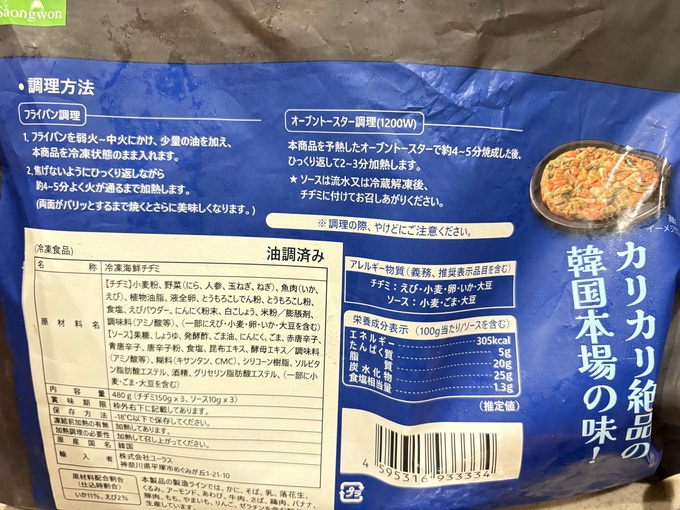 Saongwon
• 調理方法
フライパン調理
1. フライパンを弱火〜中火にかけ、少量の油を加え、
本商品を冷凍状態のまま入れます。
2. 焦げないようにひっくり返しながら
約4~5分よく火が通るまで加熱します。
(両面がパリッとするまで焼くとさらに美味しくなります。)
オーブントースター調理(1200W)
本商品を予熱したオーブントースターで約4~5分焼成した後、
ひっくり返して2~3分加熱します。
★ ソースは流水又は冷蔵解凍後、
チヂミに付けてお召しあがりください。
※ 調理の際、やけどにご注意ください。
カリカリ絶品の
韓国本場の味!
(冷凍食品)
油調済み
名称 冷凍海鮮チヂミ
原材料名
【チヂミ】小麦粉、野菜(にら、人参、玉ねぎ、ねぎ)、魚肉(いか、
えび)、植物油脂、液全卵、とうもろこしでん粉、とうもろこし粉、
食塩、えびパウダー、にんにく粉末、白こしょう、米粉/膨脹剤、
調味料(アミノ酸等)、(一部にえび・小麦・卵・いか・大豆を含む)
【ソース】果糖、しょうゆ、発酵酢、ごま油、にんにく、ごま、赤唐辛子、
青唐辛子、唐辛子粉、食塩、昆布エキス、酵母エキス/調味料
(アミノ酸等)、糊料(キサンタン、CMC)、シリコーン樹脂、ソルビタ
ン脂肪酸エステル、酒精、グリセリン脂肪酸エステル、(一部に小
麦・ごま・大豆を含む)
内容量 480g (チヂミ150g x 3、ソース10g x 3)
賞味期限 枠外右下に記載してあります。
保存方法 -18℃以下で保存してください。
凍結前加熱の有無 加熱してあります。
加熱調理の必要性 加熱して召し上がってください。
原産国名 韓国
輸入者 株式会社ユーラス
神奈川県平塚市めぐみが丘1-21-10
原材料配合割合
(仕込時割合)
いか11%、えび2%
本製品の製造ラインでは、かに、そば、乳、落花生、
くるみ、アーモンド、あわび、牛肉、さば、鶏肉、バナナ、
豚肉、もも、やまいも、りんご、ゼラチンを含む
生産しています。
アレルギー物質 (義務、推奨表示品目を含む)
チヂミ : えび・小麦・卵・いか・大豆
ソース : 小麦・ごま・大豆
栄養成分表示 (100g当たり/ソースを含む)
エネルギー 305kcal
たんぱく質 5g
脂質 20g
炭水化物 25g
食塩相当量 1.3g
(推定値)
4 595316 933334
プラ